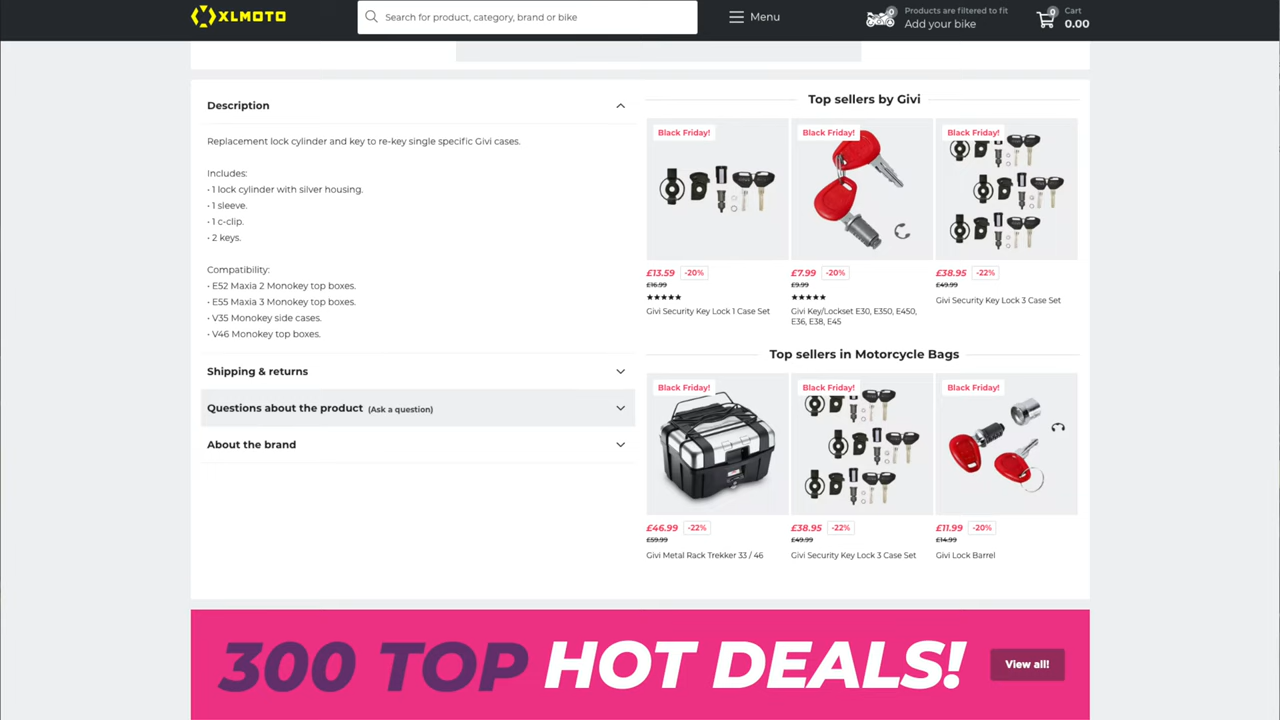 XLMOTO
Search for product, category, brand or bike
Menu
0
Products are filtered to fit
Add your bike
0
Cart
0.00
Description
Replacement lock cylinder and key to re-key single specific Givi cases.
Includes:
• 1 lock cylinder with silver housing.
• 1 sleeve.
• 1 c-clip.
• 2 keys.
Compatibility:
• E52 Maxia 2 Monokey top boxes.
• E55 Maxia 3 Monokey top boxes.
• V35 Monokey side cases.
• V46 Monokey top boxes.
Shipping & returns
Questions about the product (Ask a question)
About the brand
Top sellers by Givi
Black Friday!
£13.59 -20%
£16.99
★★★★★
Givi Security Key Lock 1 Case Set
Black Friday!
£7.99 -20%
£9.99
★★★★★
Givi Key/Lockset E30, E350, E450,
E36, E38, E45
Black Friday!
£38.95 -22%
£49.99
Givi Security Key Lock 3 Case Set
Top sellers in Motorcycle Bags
Black Friday!
£46.99 -22%
£59.99
Givi Metal Rack Trekker 33 / 46
Black Friday!
£38.95 -22%
£49.99
Givi Security Key Lock 3 Case Set
Black Friday!
£11.99 -20%
£14.99
Givi Lock Barrel
300 TOP HOT DEALS!
View all!